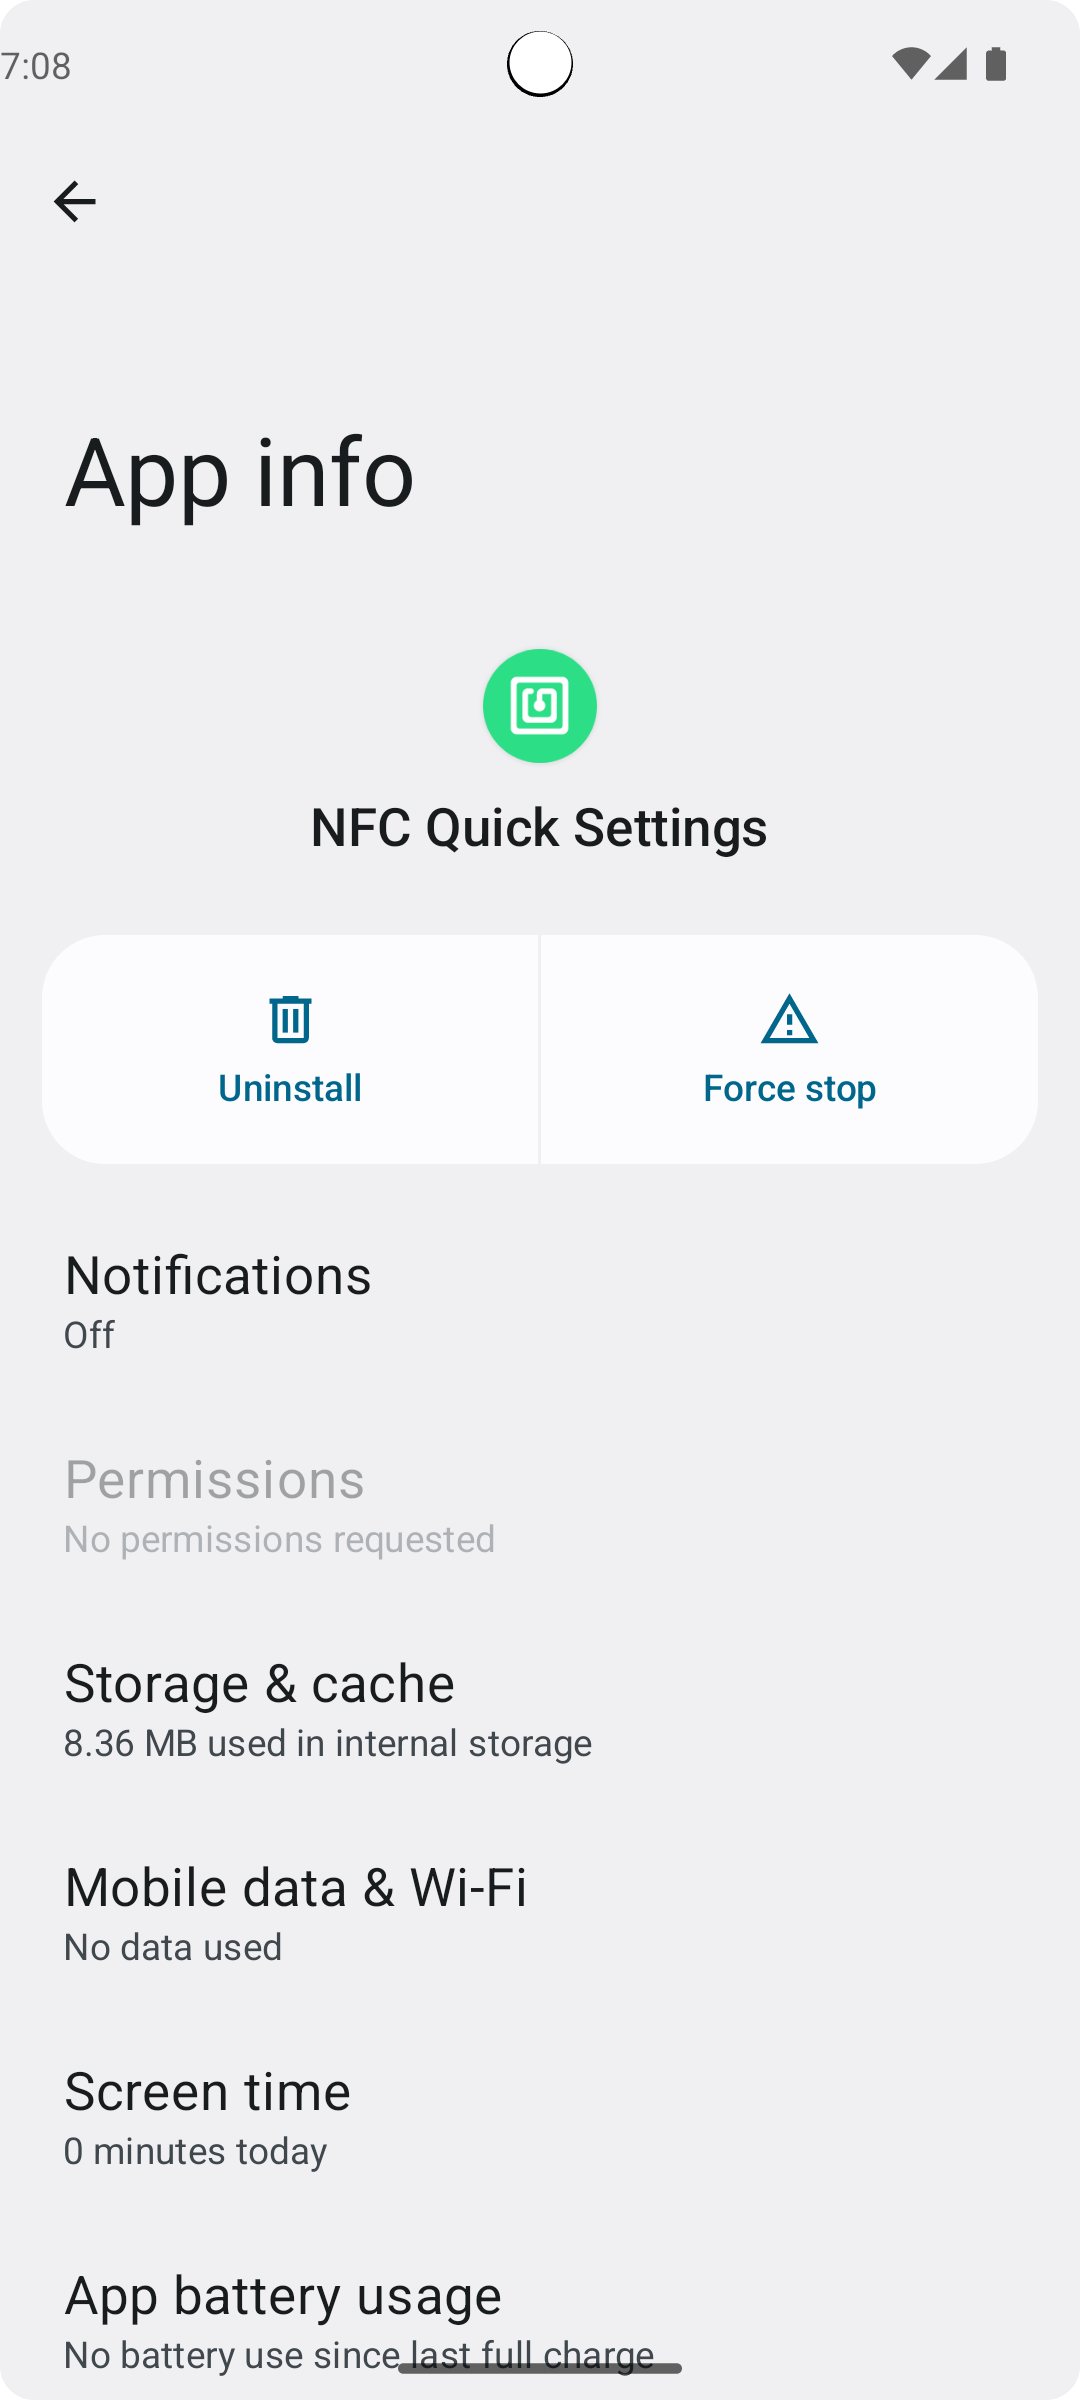 7:08
App info
NFC Quick Settings
Uninstall
Force stop
Notifications
Off
Permissions
No permissions requested
Storage & cache
8.36 MB used in internal storage
Mobile data & Wi-Fi
No data used
Screen time
0 minutes today
App battery usage
No battery use since last full charge